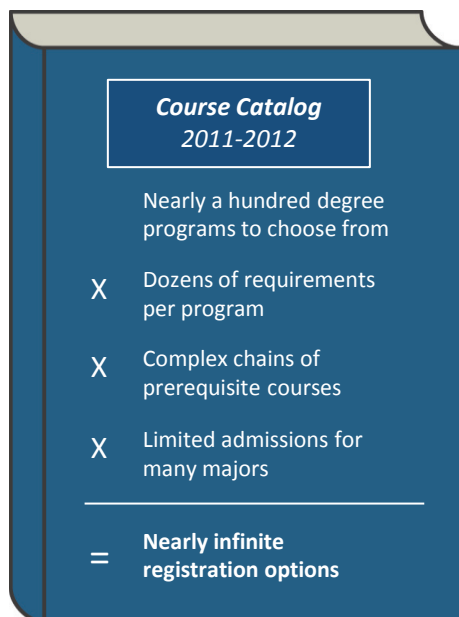 Course Catalog
2011-2012
Nearly a hundred degree
programs to choose from
X Dozens of requirements
per program
X Complex chains of
prerequisite courses
X Limited admissions for
many majors
= Nearly infinite
registration options